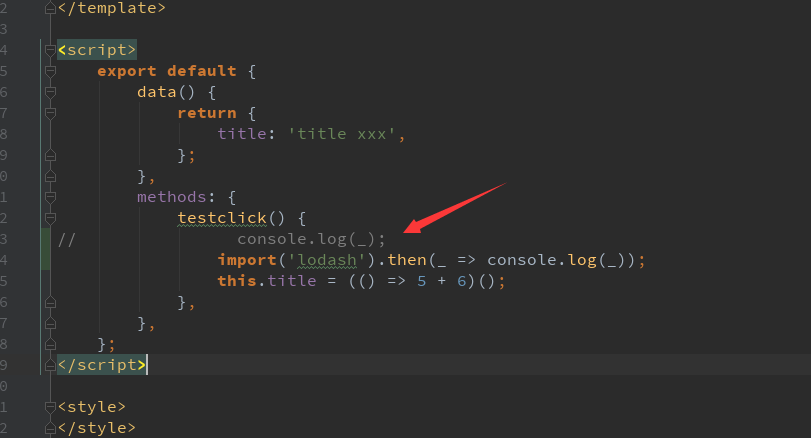 2 </template>
3
4 <script>
5     export default {
6         data() {
7             return {
8                 title: 'title xxx',
9             };
0         },
1         methods: {
2             testclick() {
3 //                console.log(_);
4                 import('lodash').then(_ => console.log(_));
5                 this.title = (() => 5 + 6)();
6             },
7         },
8     };
9 </script>
0
1 <style>
2 </style>